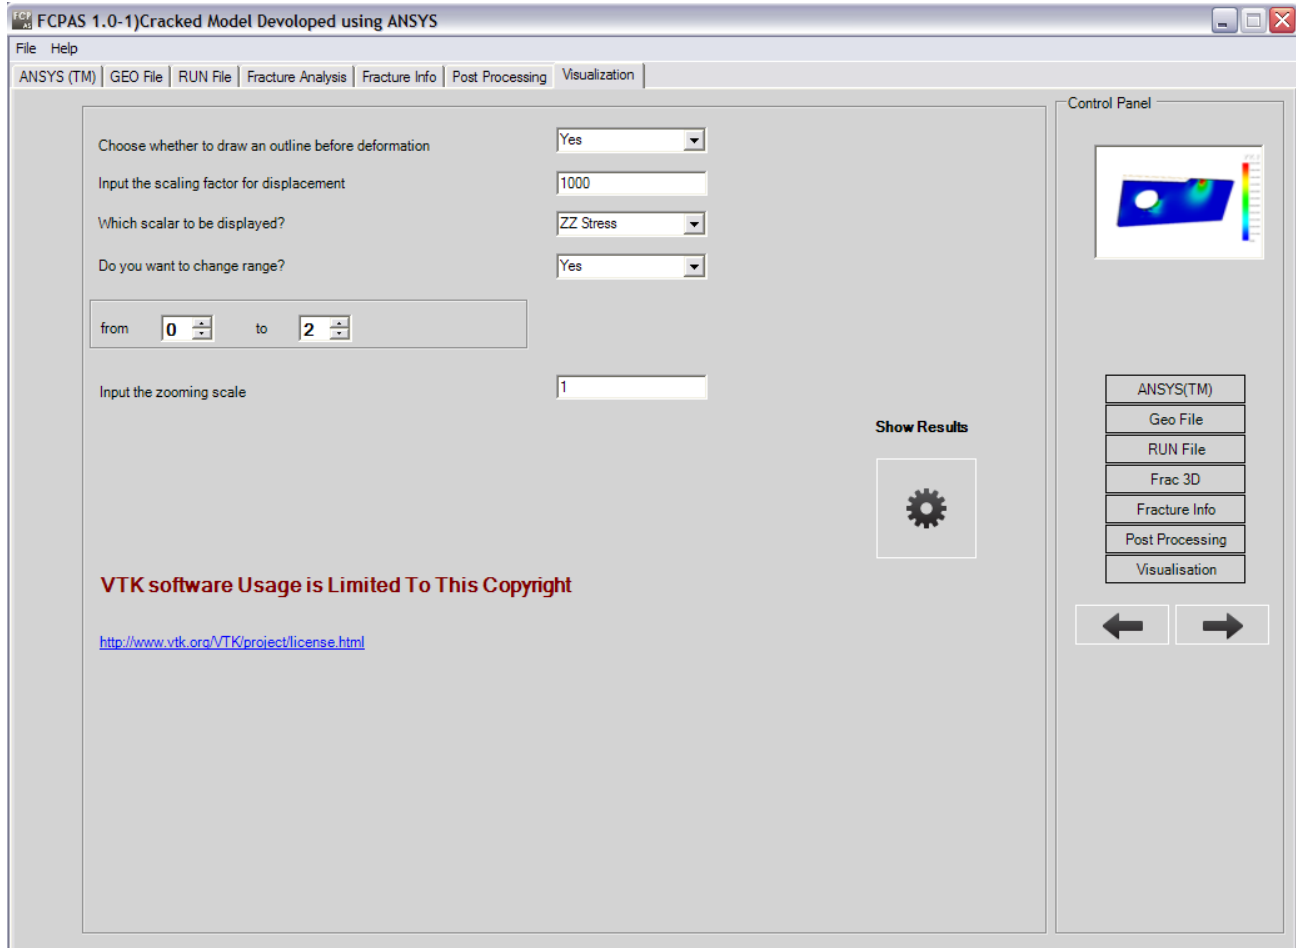 FCPAS 1.0-1)Cracked Model Devoloped using ANSYS
File Help
ANSYS (TM) GEO File RUN File Fracture Analysis Fracture Info Post Processing Visualization
Control Panel
Choose whether to draw an outline before deformation Yes
Input the scaling factor for displacement 1000
Which scalar to be displayed? ZZ Stress
Do you want to change range? Yes
from 0 to 2
Input the zooming scale 1
Show Results
ANSYS(TM)
Geo File
RUN File
Frac 3D
Fracture Info
Post Processing
Visualisation
VTK software Usage is Limited To This Copyright
http://www.vtk.org/VTK/project/license.html